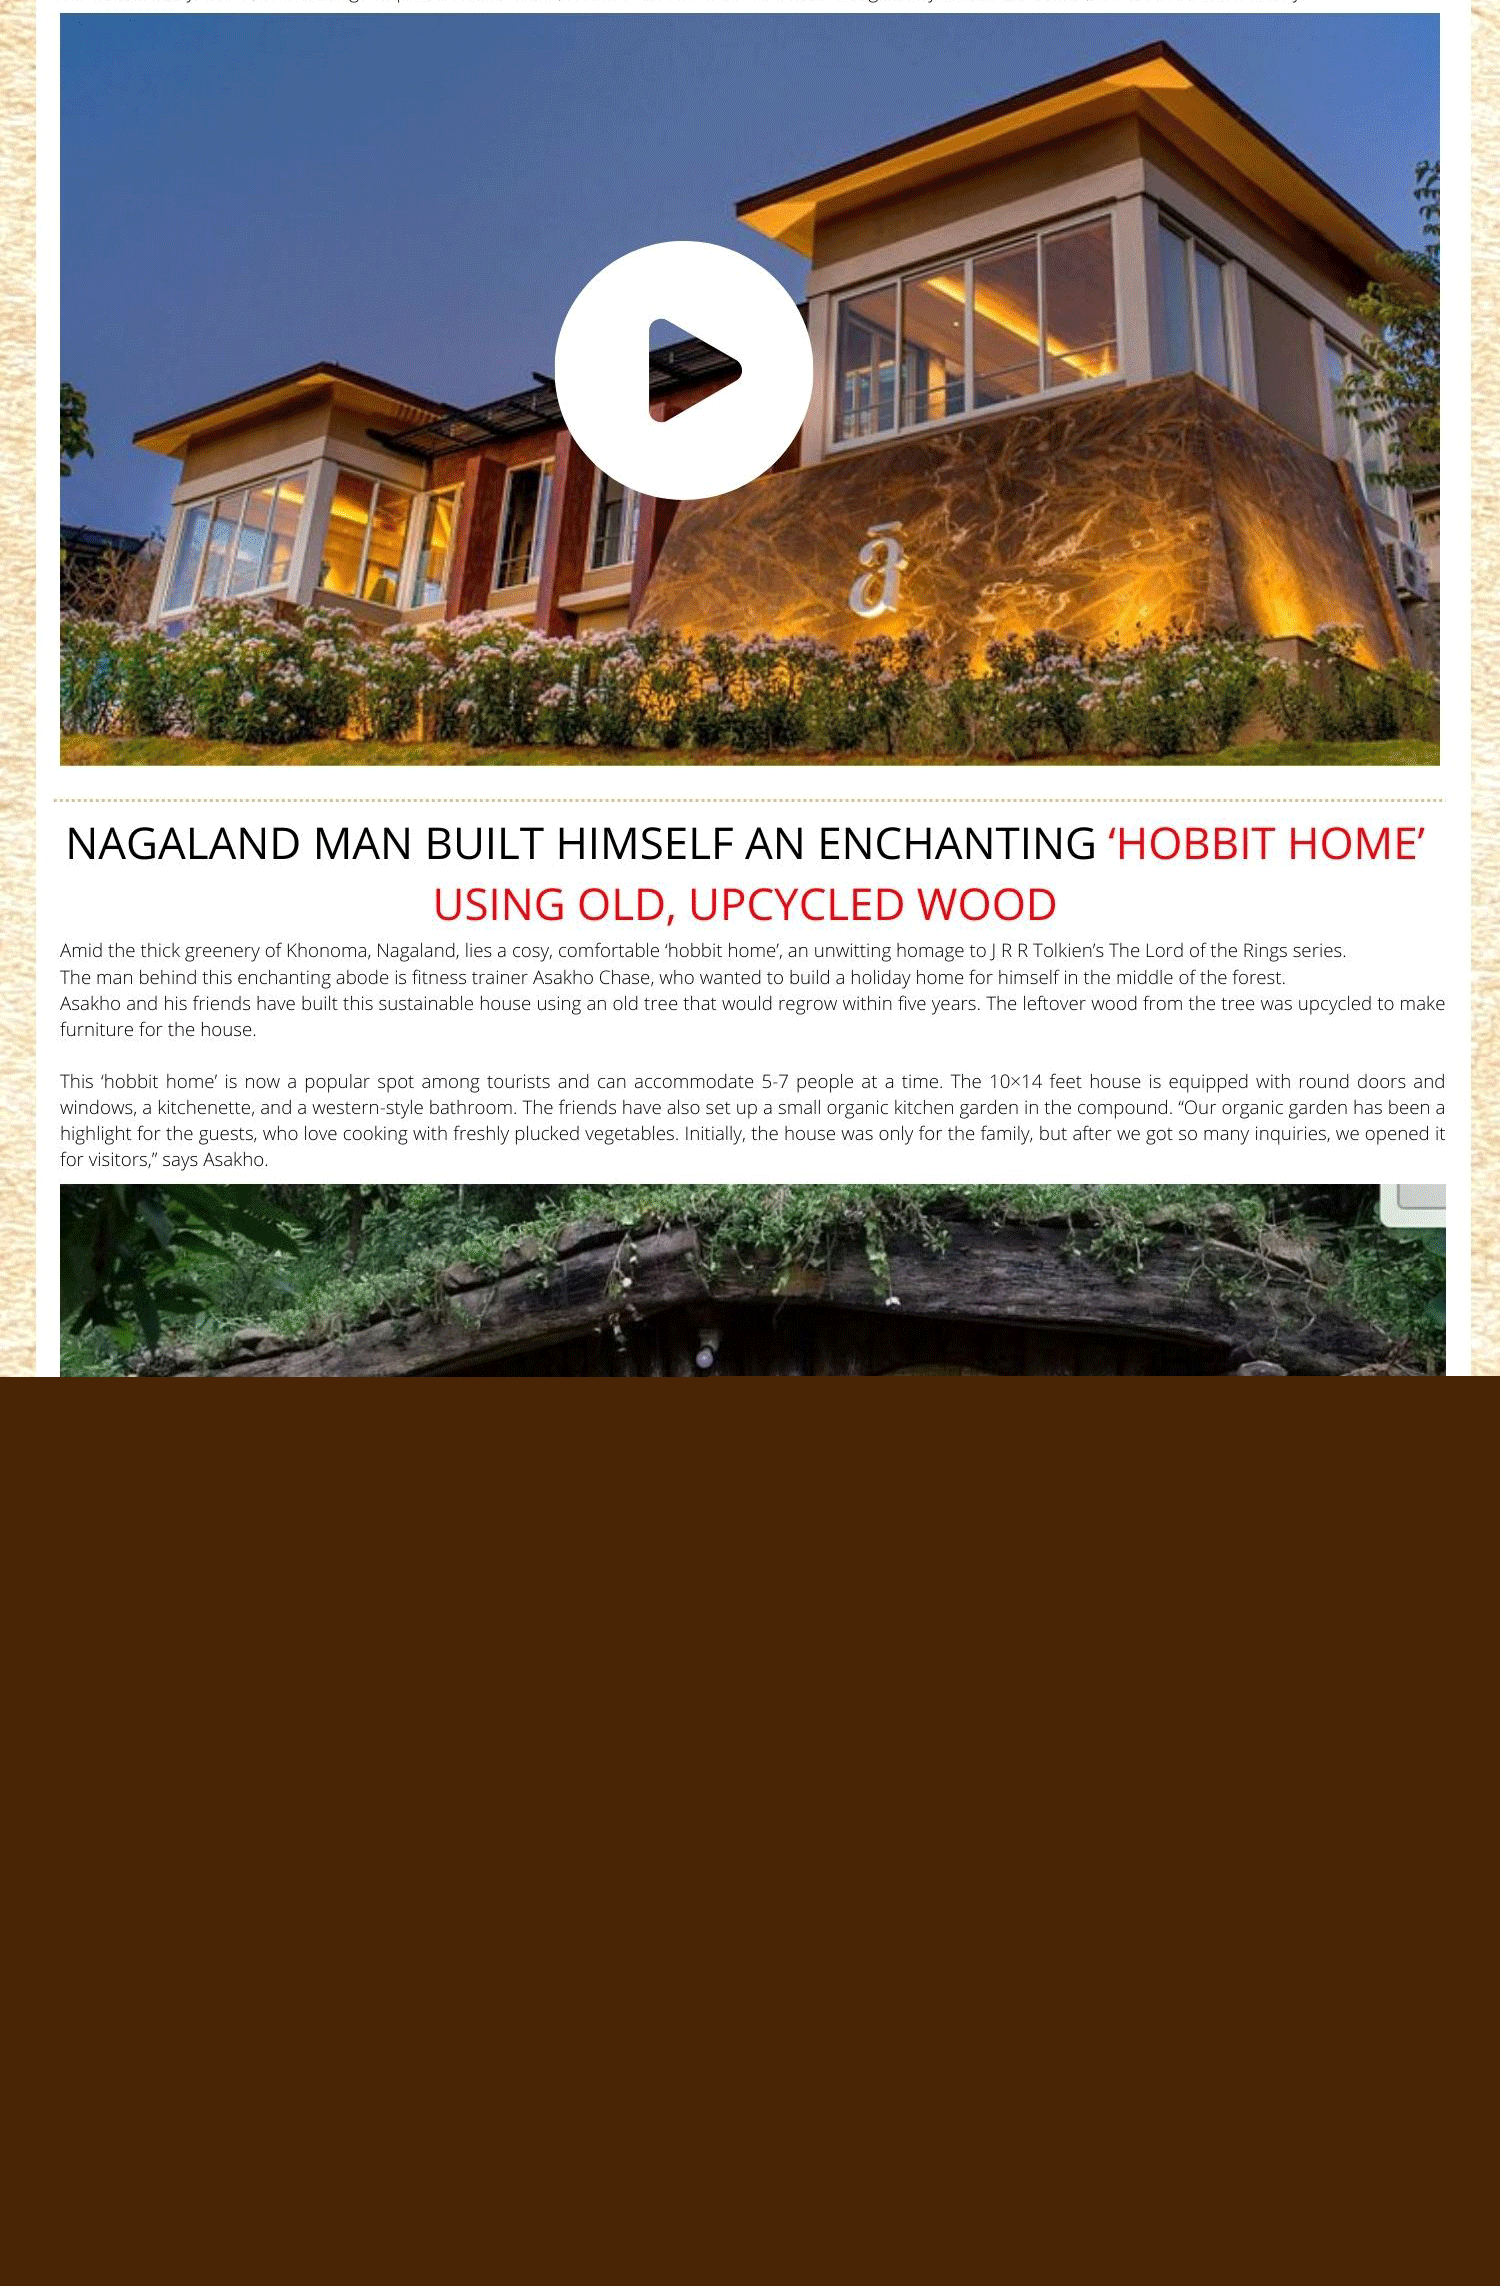 ā
NAGALAND MAN BUILT HIMSELF AN ENCHANTING ‘HOBBIT HOME’
USING OLD, UPCYCLED WOOD
Amid the thick greenery of Khonoma, Nagaland, lies a cosy, comfortable ‘hobbit home’, an unwitting homage to J R R Tolkien’s The Lord of the Rings series.
The man behind this enchanting abode is fitness trainer Asakho Chase, who wanted to build a holiday home for himself in the middle of the forest.
Asakho and his friends have built this sustainable house using an old tree that would regrow within five years. The leftover wood from the tree was upcycled to make
furniture for the house.
This ‘hobbit home’ is now a popular spot among tourists and can accommodate 5-7 people at a time. The 10×14 feet house is equipped with round doors and
windows, a kitchenette, and a western-style bathroom. The friends have also set up a small organic kitchen garden in the compound. “Our organic garden has been a
highlight for the guests, who love cooking with freshly plucked vegetables. Initially, the house was only for the family, but after we got so many inquiries, we opened it
for visitors,” says Asakho.